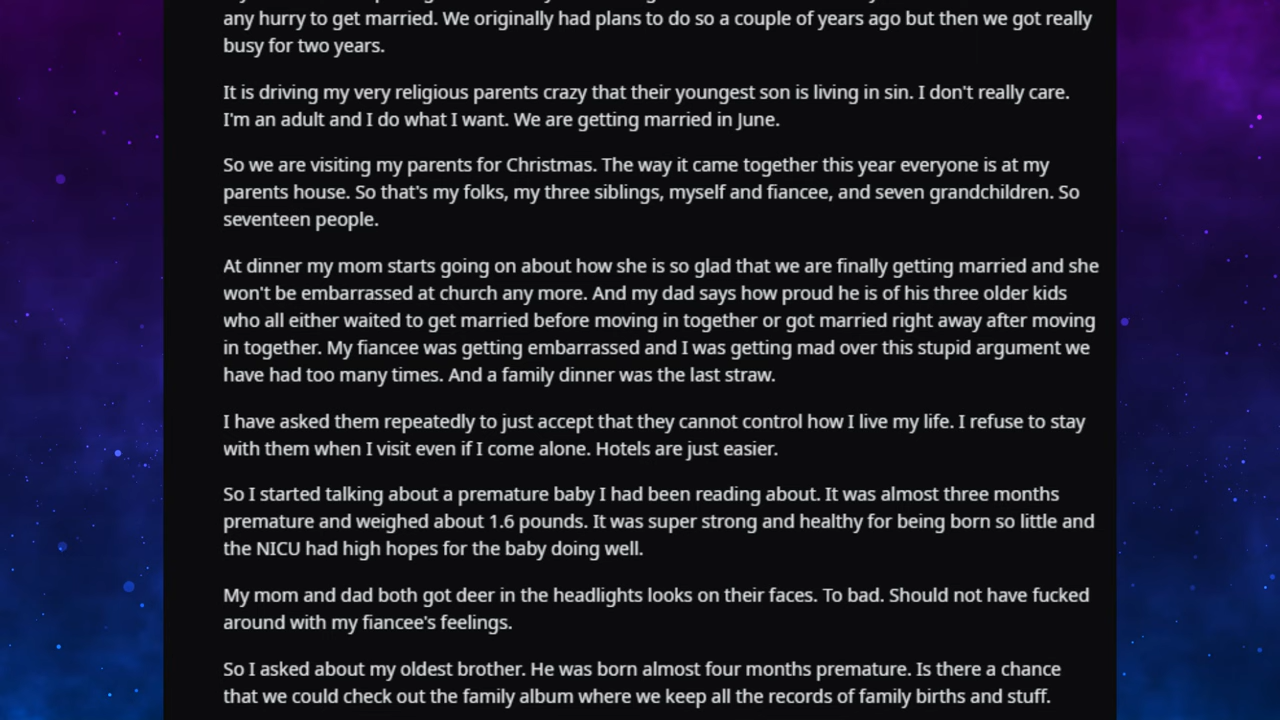 any hurry to get married. We originally had plans to do so a couple of years ago but then we got really
busy for two years.
It is driving my very religious parents crazy that their youngest son is living in sin. I don't really care.
I'm an adult and I do what I want. We are getting married in June.
So we are visiting my parents for Christmas. The way it came together this year everyone is at my
parents house. So that's my folks, my three siblings, myself and fiancee, and seven grandchildren. So
seventeen people.
At dinner my mom starts going on about how she is so glad that we are finally getting married and she
won't be embarrassed at church any more. And my dad says how proud he is of his three older kids
who all either waited to get married before moving in together or got married right away after moving
in together. My fiancee was getting embarrassed and I was getting mad over this stupid argument we
have had too many times. And a family dinner was the last straw.
I have asked them repeatedly to just accept that they cannot control how I live my life. I refuse to stay
with them when I visit even if I come alone. Hotels are just easier.
So I started talking about a premature baby I had been reading about. It was almost three months
premature and weighed about 1.6 pounds. It was super strong and healthy for being born so little and
the NICU had high hopes for the baby doing well.
My mom and dad both got deer in the headlights looks on their faces. To bad. Should not have fucked
around with my fiancee's feelings.
So I asked about my oldest brother. He was born almost four months premature. Is there a chance
that we could check out the family album where we keep all the records of family births and stuff.